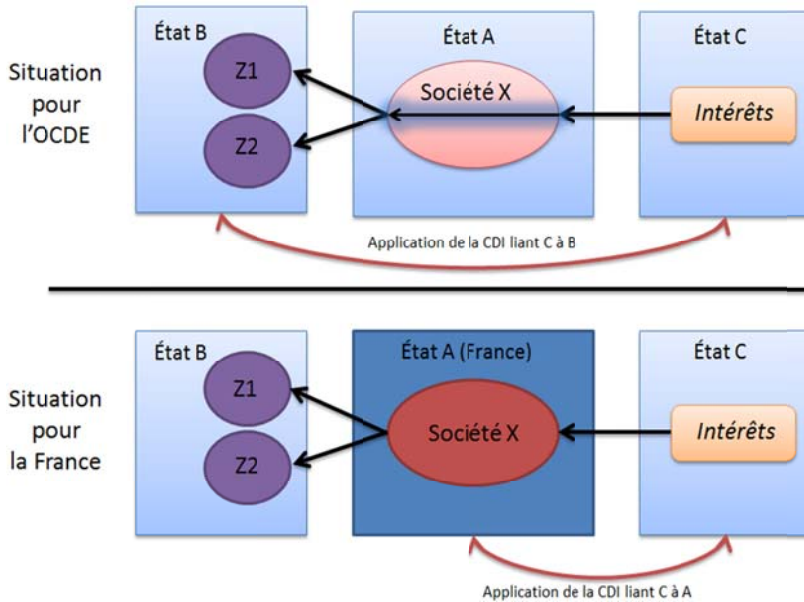 État B
État A
État C
Situation
pour
l'OCDE
Z1
Z2
Société X
Intérêts
Application de la CDI liant C à B
État B
État A (France)
État C
Situation
pour
la France
Z1
Z2
Société X
Intérêts
Application de la CDI liant C à A